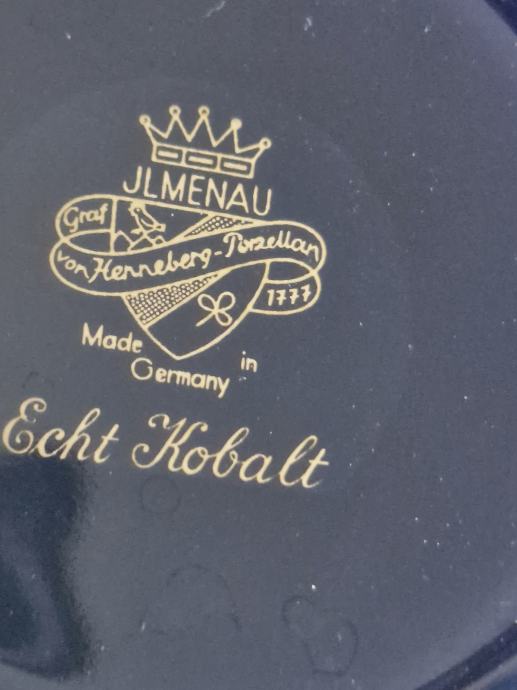 JLMENAU
Graf
von Henneberg-Porzellan
1777
Made in
Germany
Echt Kobalt